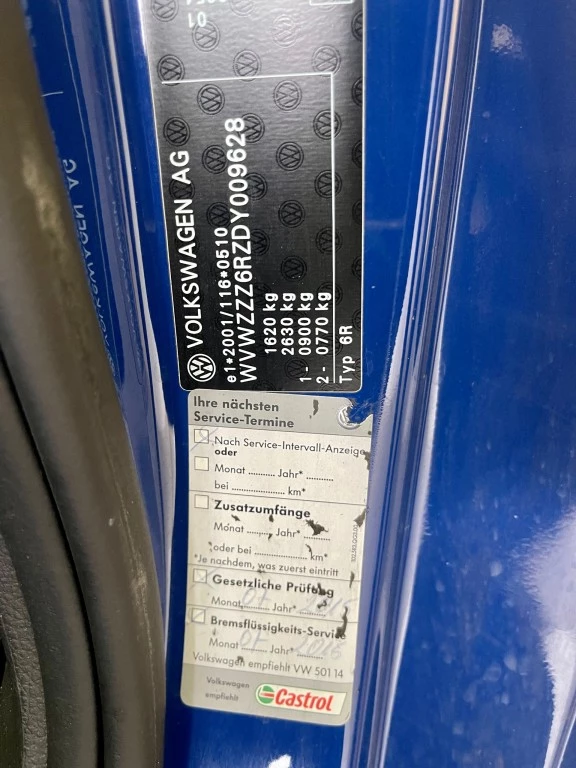 VOLKSWAGEN AG
e1*2001/116*0510
WVWZZZ6RZDY009628
1620 kg
2630 kg
1- 0900 kg
2- 0770 kg
Typ 6R
Ihre nächsten
Service-Termine
Nach Service-Intervall-Anzeige
oder
Monat ........... Jahr* ...........
bei ...................... km*
Zusatzumfänge
Monat .......... Jahr* ..........
oder bei ...................... km*
*Je nachdem, was zuerst eintritt
Gesetzliche Prüfung
Monat 07 Jahr*
Bremsflüssigkeits-Service
Monat 07 Jahr* 2016
Volkswagen empfiehlt VW 501 14
Volkswagen
empfiehlt
Castrol